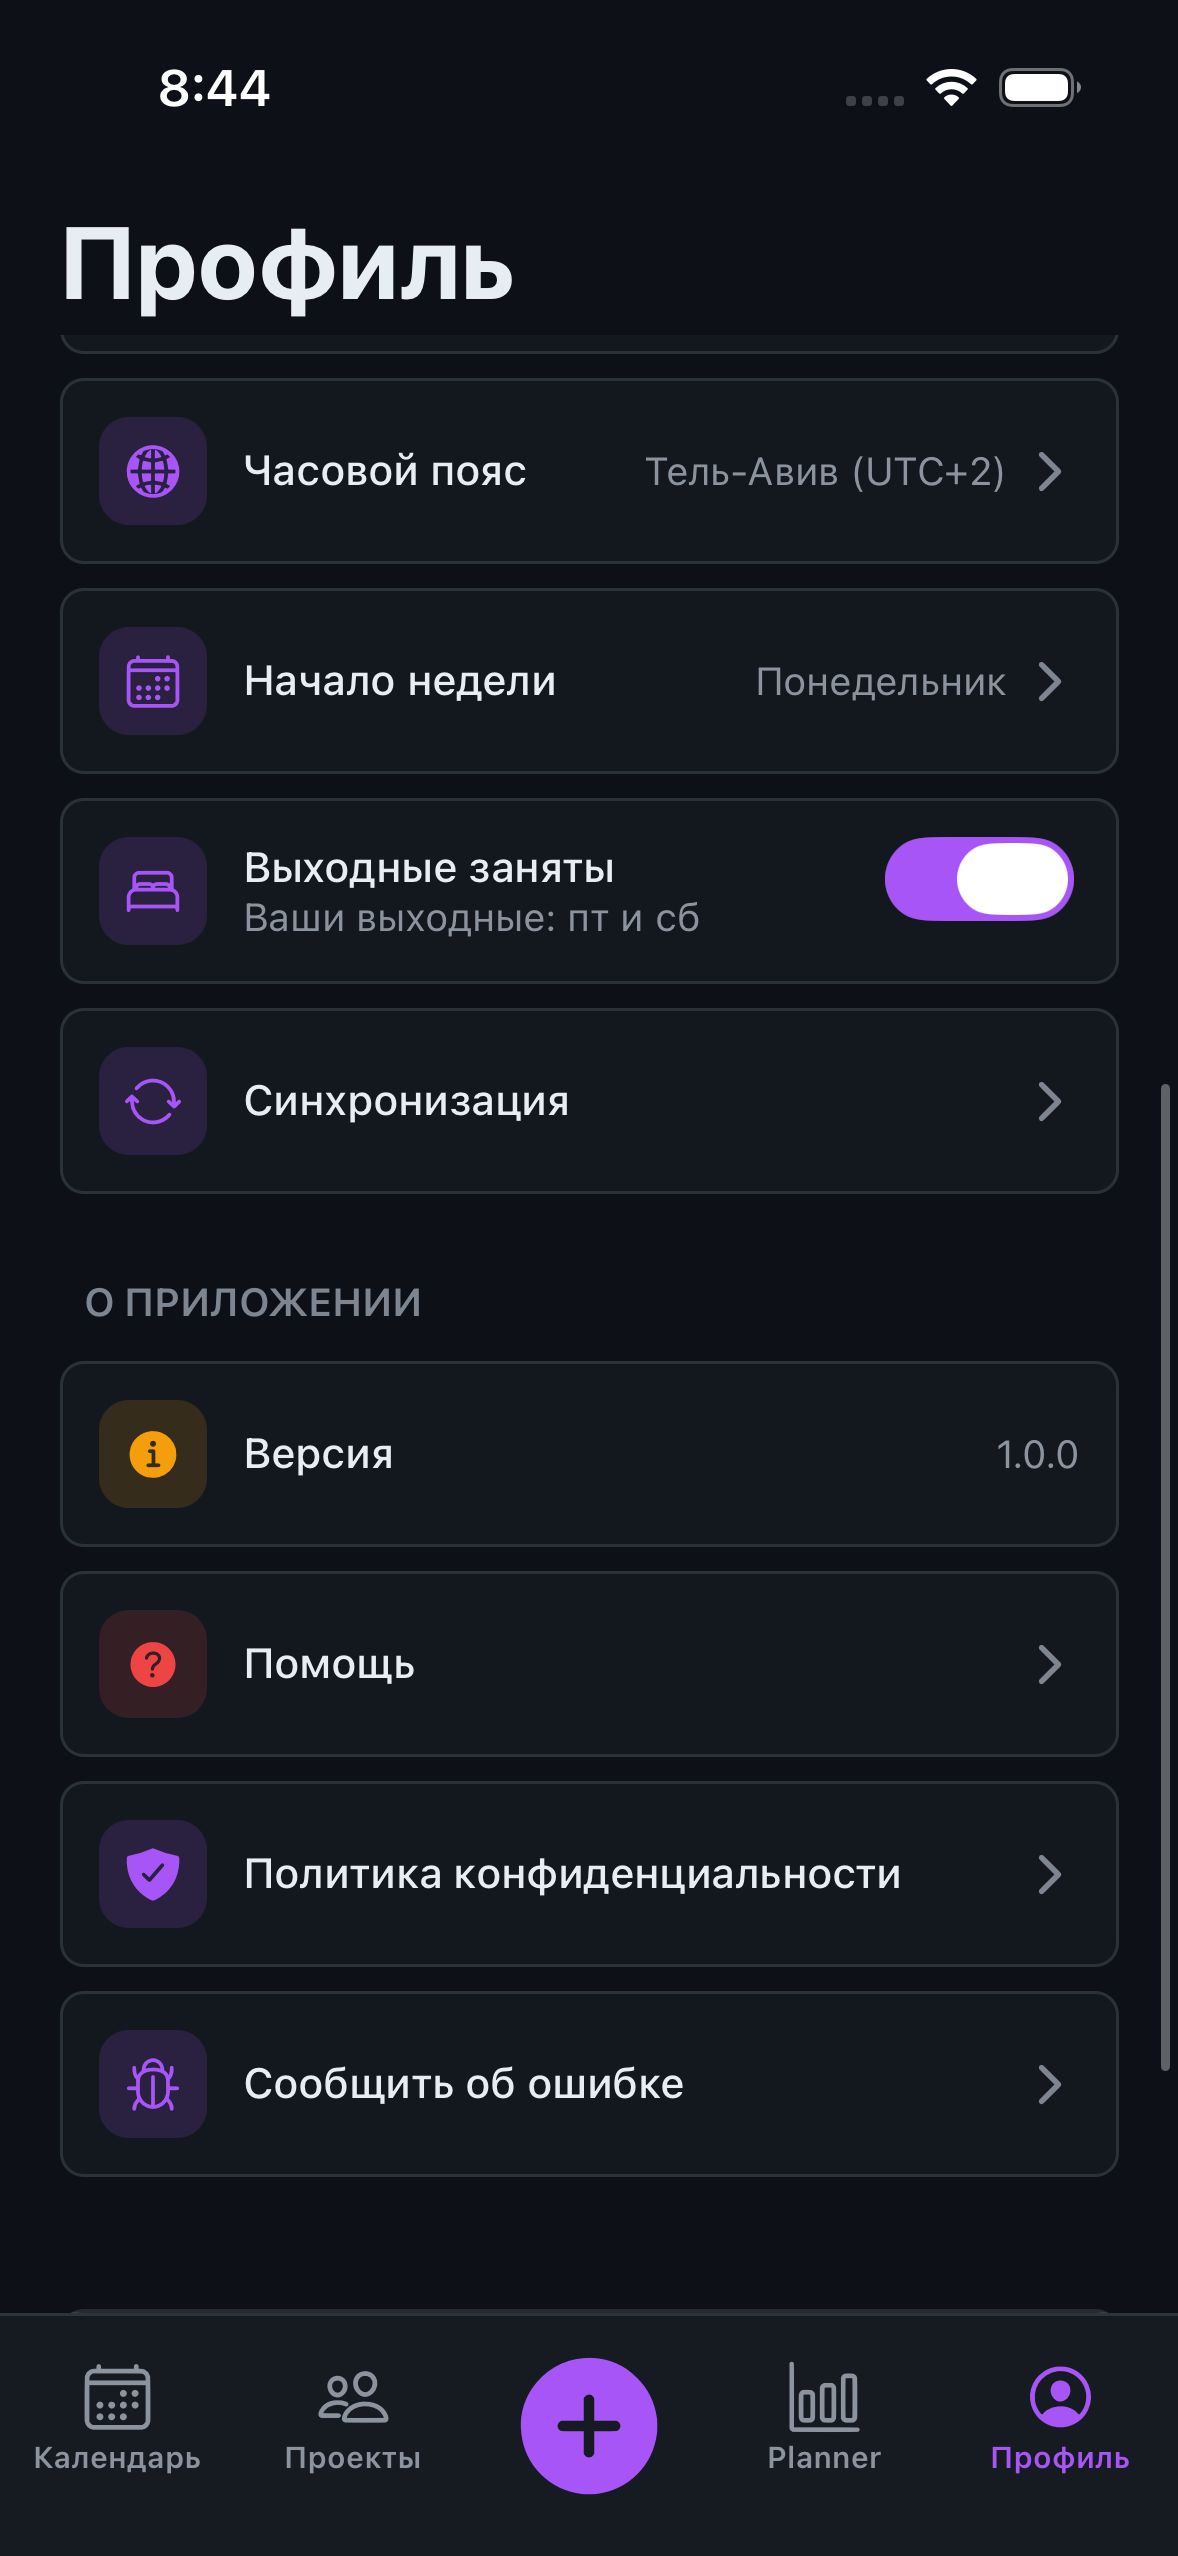 8:44
Профиль
Часовой пояс
Тель-Авив (UTC+2)
Начало недели
Понедельник
Выходные заняты
Ваши выходные: пт и сб
Синхронизация
О ПРИЛОЖЕНИИ
Версия
1.0.0
Помощь
Политика конфиденциальности
Сообщить об ошибке
Календарь
Проекты
Planner
Профиль